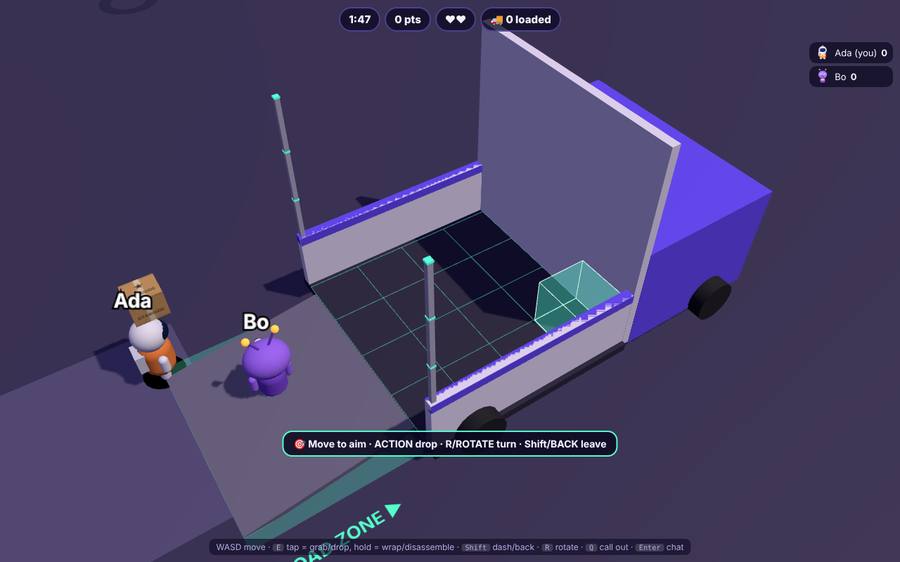 1:47
0 pts
♥♥
🚚 0 loaded
Ada (you) 0
Bo 0
Ada
Bo
🎯 Move to aim · ACTION drop · R/ROTATE turn · Shift/BACK leave
ZONE ▶
WASD move · E tap = grab/drop, hold = wrap/disassemble · Shift dash/back · R rotate · Q call out · Enter chat